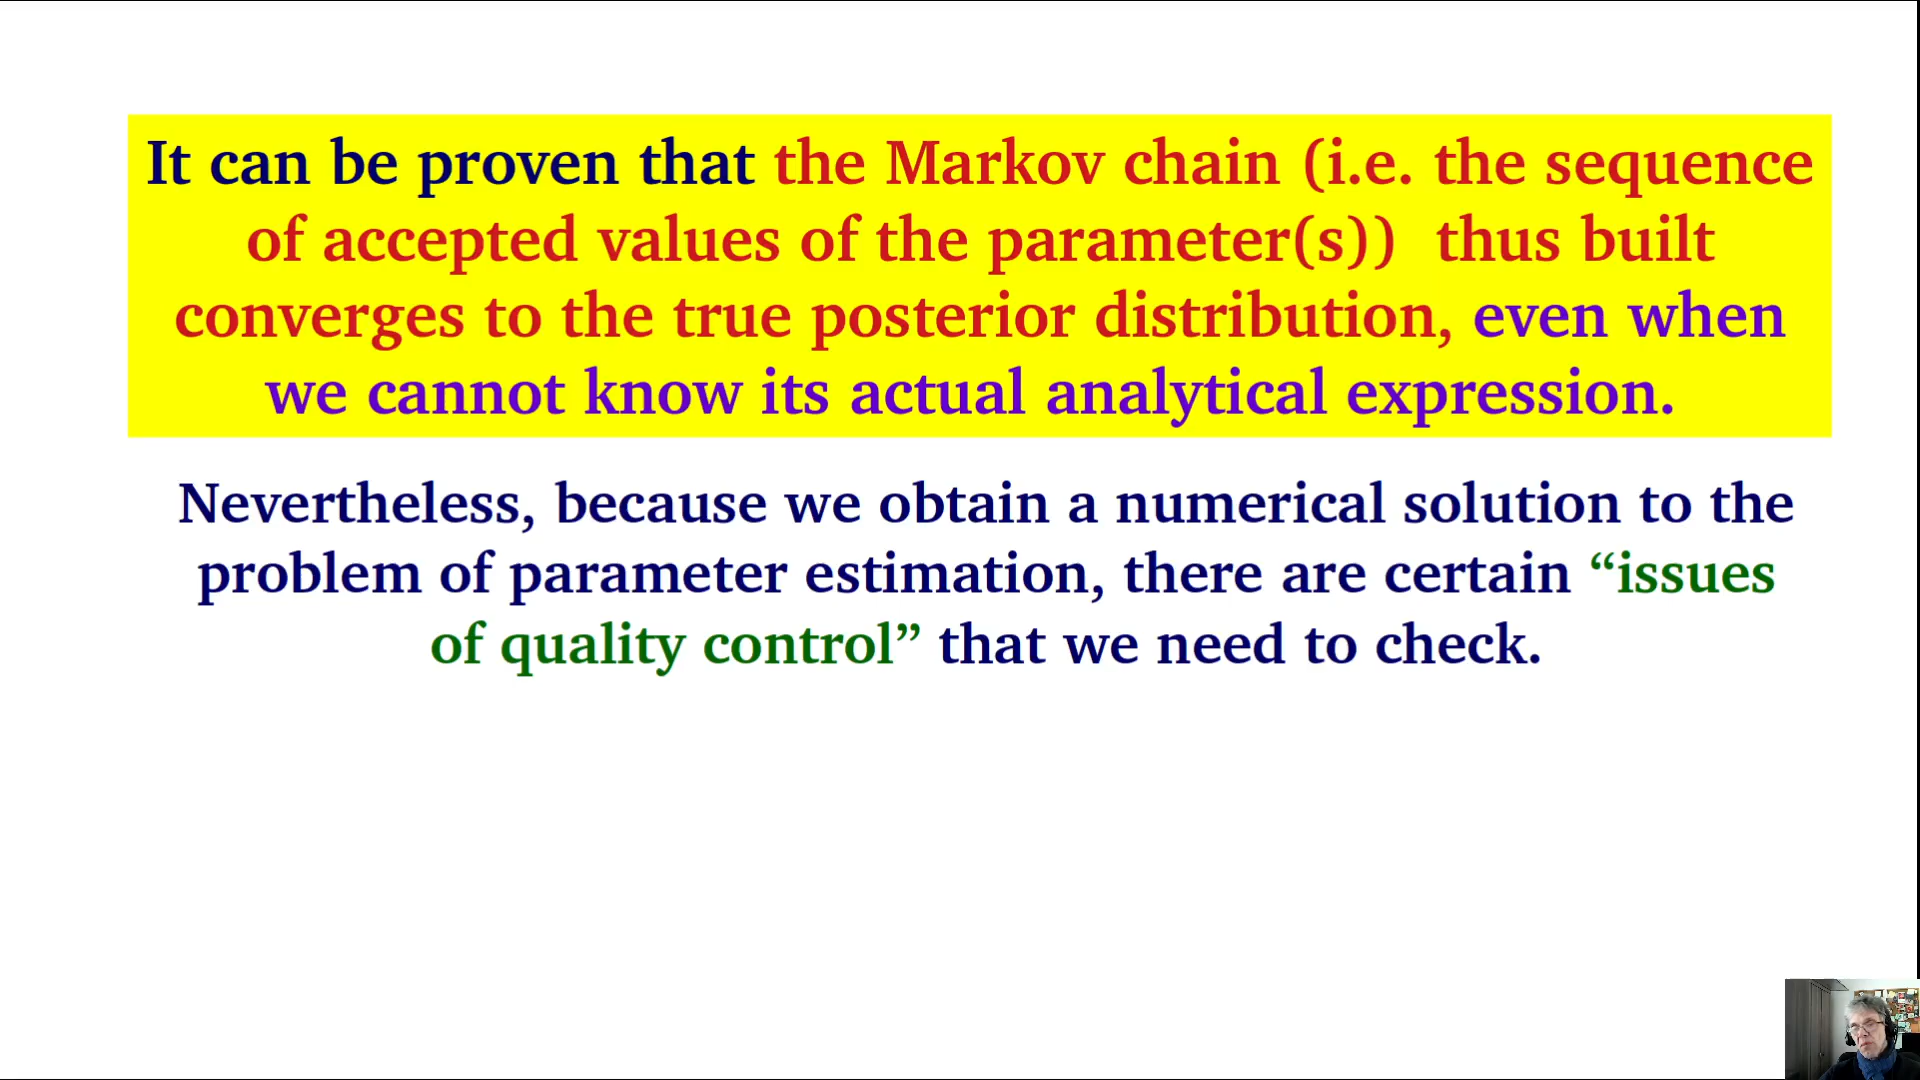 It can be proven that the Markov chain (i.e. the sequence
of accepted values of the parameter(s))  thus built
converges to the true posterior distribution, even when
we cannot know its actual analytical expression.
Nevertheless, because we obtain a numerical solution to the
problem of parameter estimation, there are certain “issues
of quality control” that we need to check.